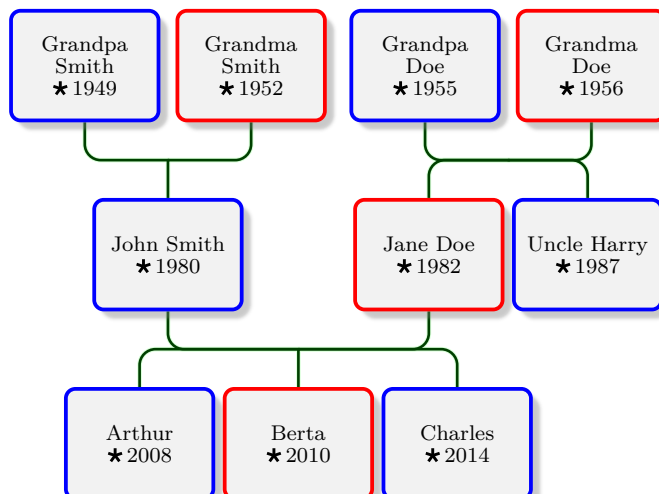 Grandpa
Smith
★1949
Grandma
Smith
★1952
Grandpa
Doe
★1955
Grandma
Doe
★1956
John Smith
★1980
Jane Doe
★1982
Uncle Harry
★1987
Arthur
★2008
Berta
★2010
Charles
★2014